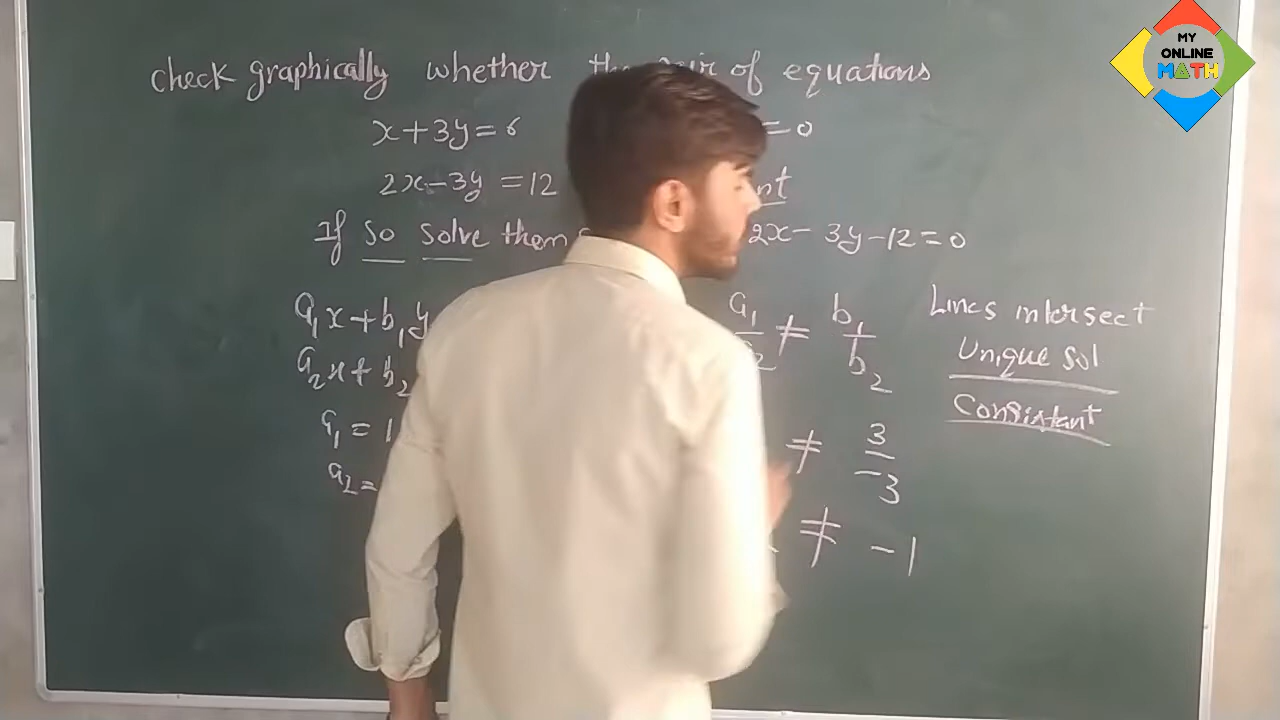 check graphically whether the pair of equations
x+3y=6 =0
2x-3y=12 nt
If so solve them 2x-3y-12=0
a₁x+b₁y a₁/a₂ ≠ b₁/b₂ Lines intersect
a₂x+b₂ Unique sol
Consistant
a₁=1 ≠ 3/-3
a₂=
≠ -1
MY
ONLINE
MATH